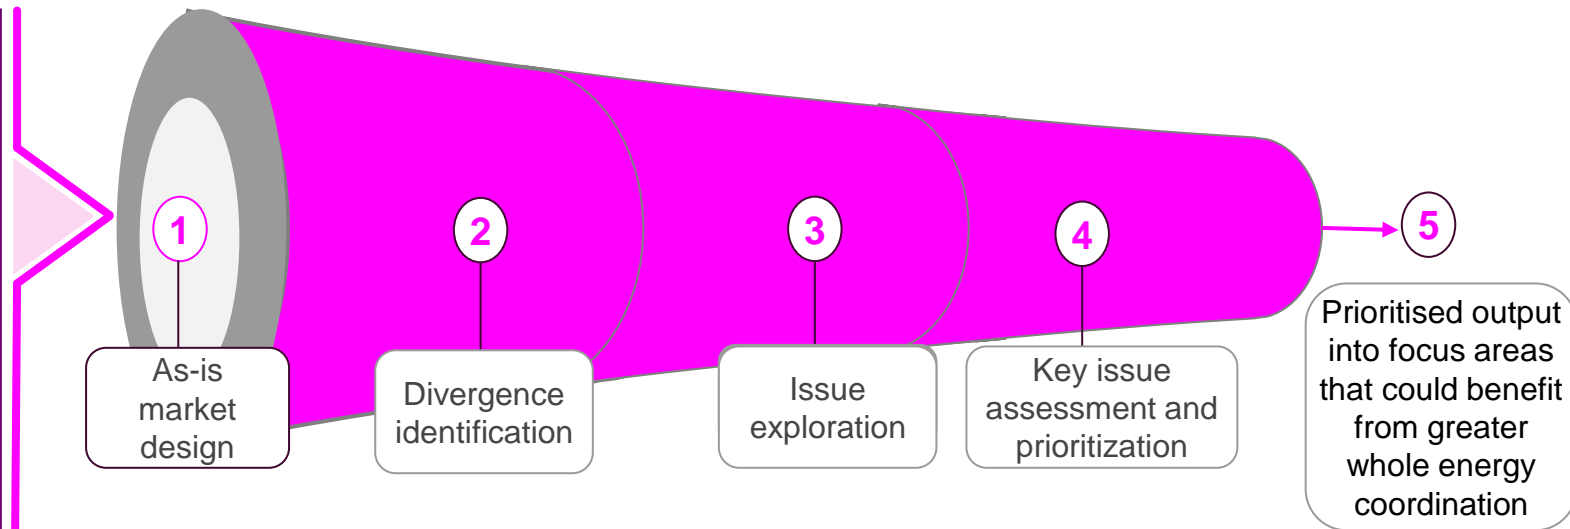 1
As-is
market
design
2
Divergence
identification
3
Issue
exploration
4
Key issue
assessment and
prioritization
5
Prioritised output
into focus areas
that could benefit
from greater
whole energy
coordination